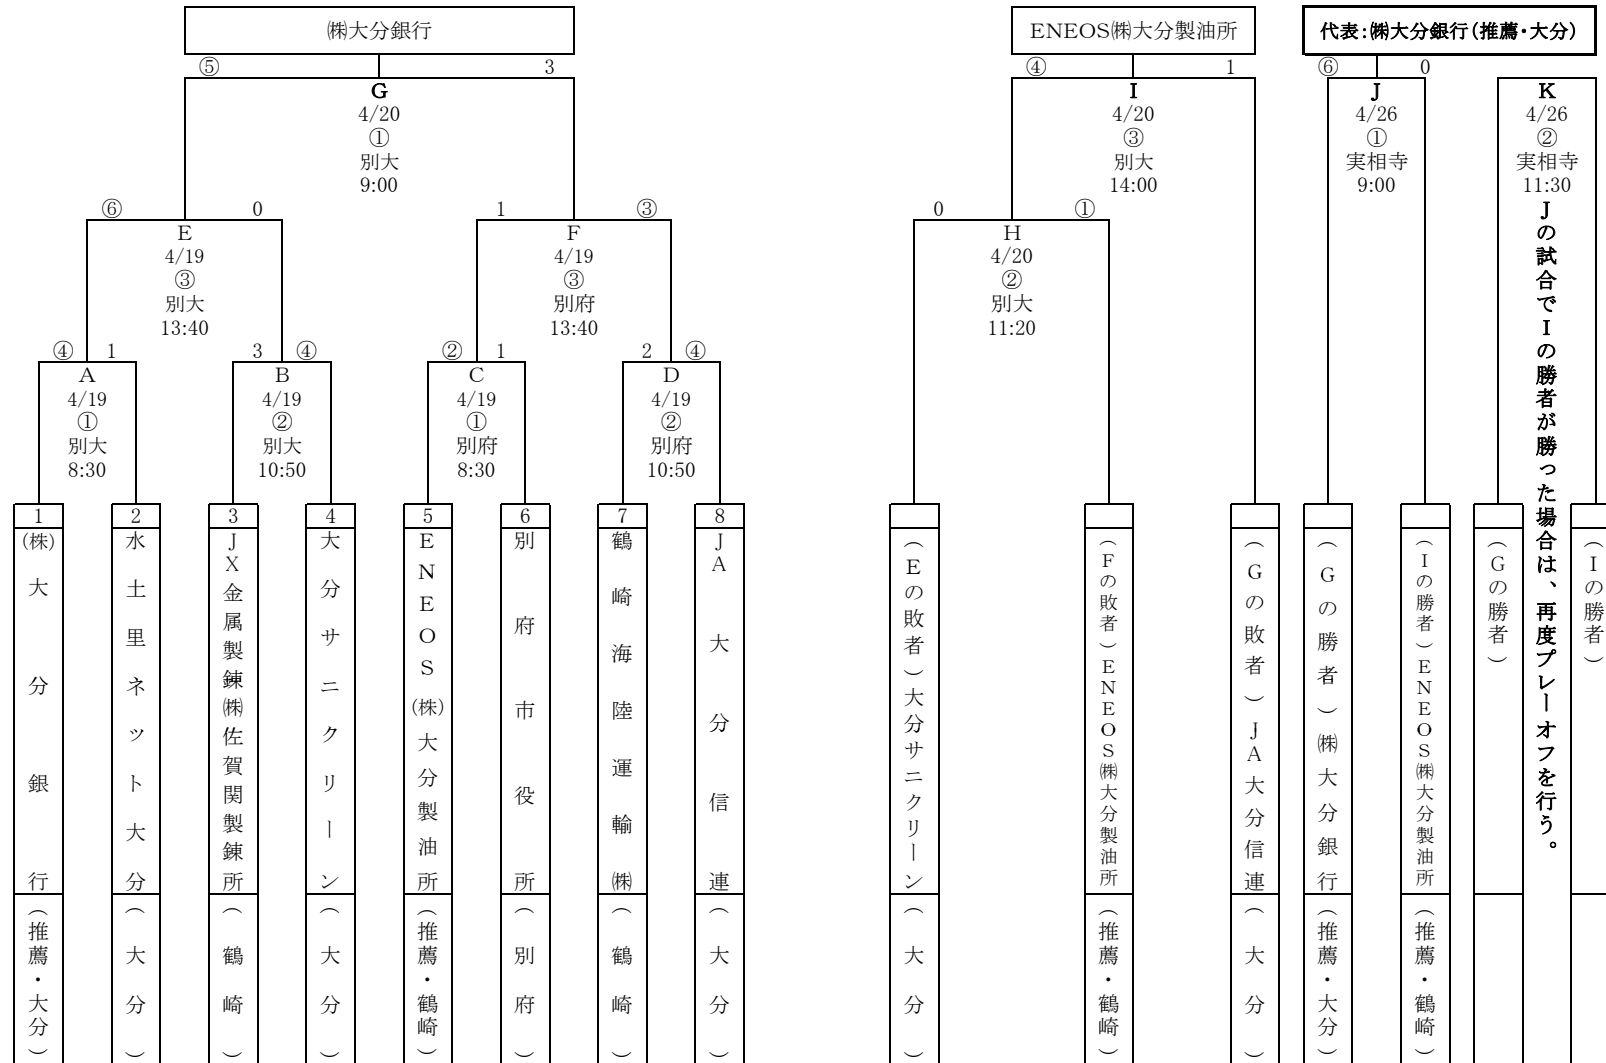 ㈱大分銀行
ENEOS㈱大分製油所
代表：㈱大分銀行（推薦・大分）
⑤ 3
④ 1
⑥ 0
G
4/20
①
別大
9:00
I
4/20
③
別大
14:00
J
4/26
①
実相寺
9:00
K
4/26
②
実相寺
11:30
Jの試合でIの勝者が勝った場合は、再度プレーオフを行う。
⑥ 0
1 ③
0 ①
E
4/19
③
別大
13:40
F
4/19
③
別府
13:40
H
4/20
②
別大
11:20
④ 1
3 ④
② 1
2 ④
A
4/19
①
別大
8:30
B
4/19
②
別大
10:50
C
4/19
①
別府
8:30
D
4/19
②
別府
10:50
1
(株)大分銀行
（推薦・大分）
2
水土里ネット大分
（大分）
3
JX金属製錬㈱佐賀関製錬所
（鶴崎）
4
大分サニクリーン
（大分）
5
ENEOS(株)大分製油所
（推薦・鶴崎）
6
別府市役所
（別府）
7
鶴崎海陸運輸㈱
（鶴崎）
8
JA大分信連
（大分）
（Eの敗者）大分サニクリーン
（大分）
（Fの敗者）ENEOS㈱大分製油所
（推薦・鶴崎）
（Gの敗者）JA大分信連
（大分）
（Gの勝者）㈱大分銀行
（推薦・大分）
（Iの勝者）ENEOS㈱大分製油所
（推薦・鶴崎）
（Gの勝者）
（Iの勝者）